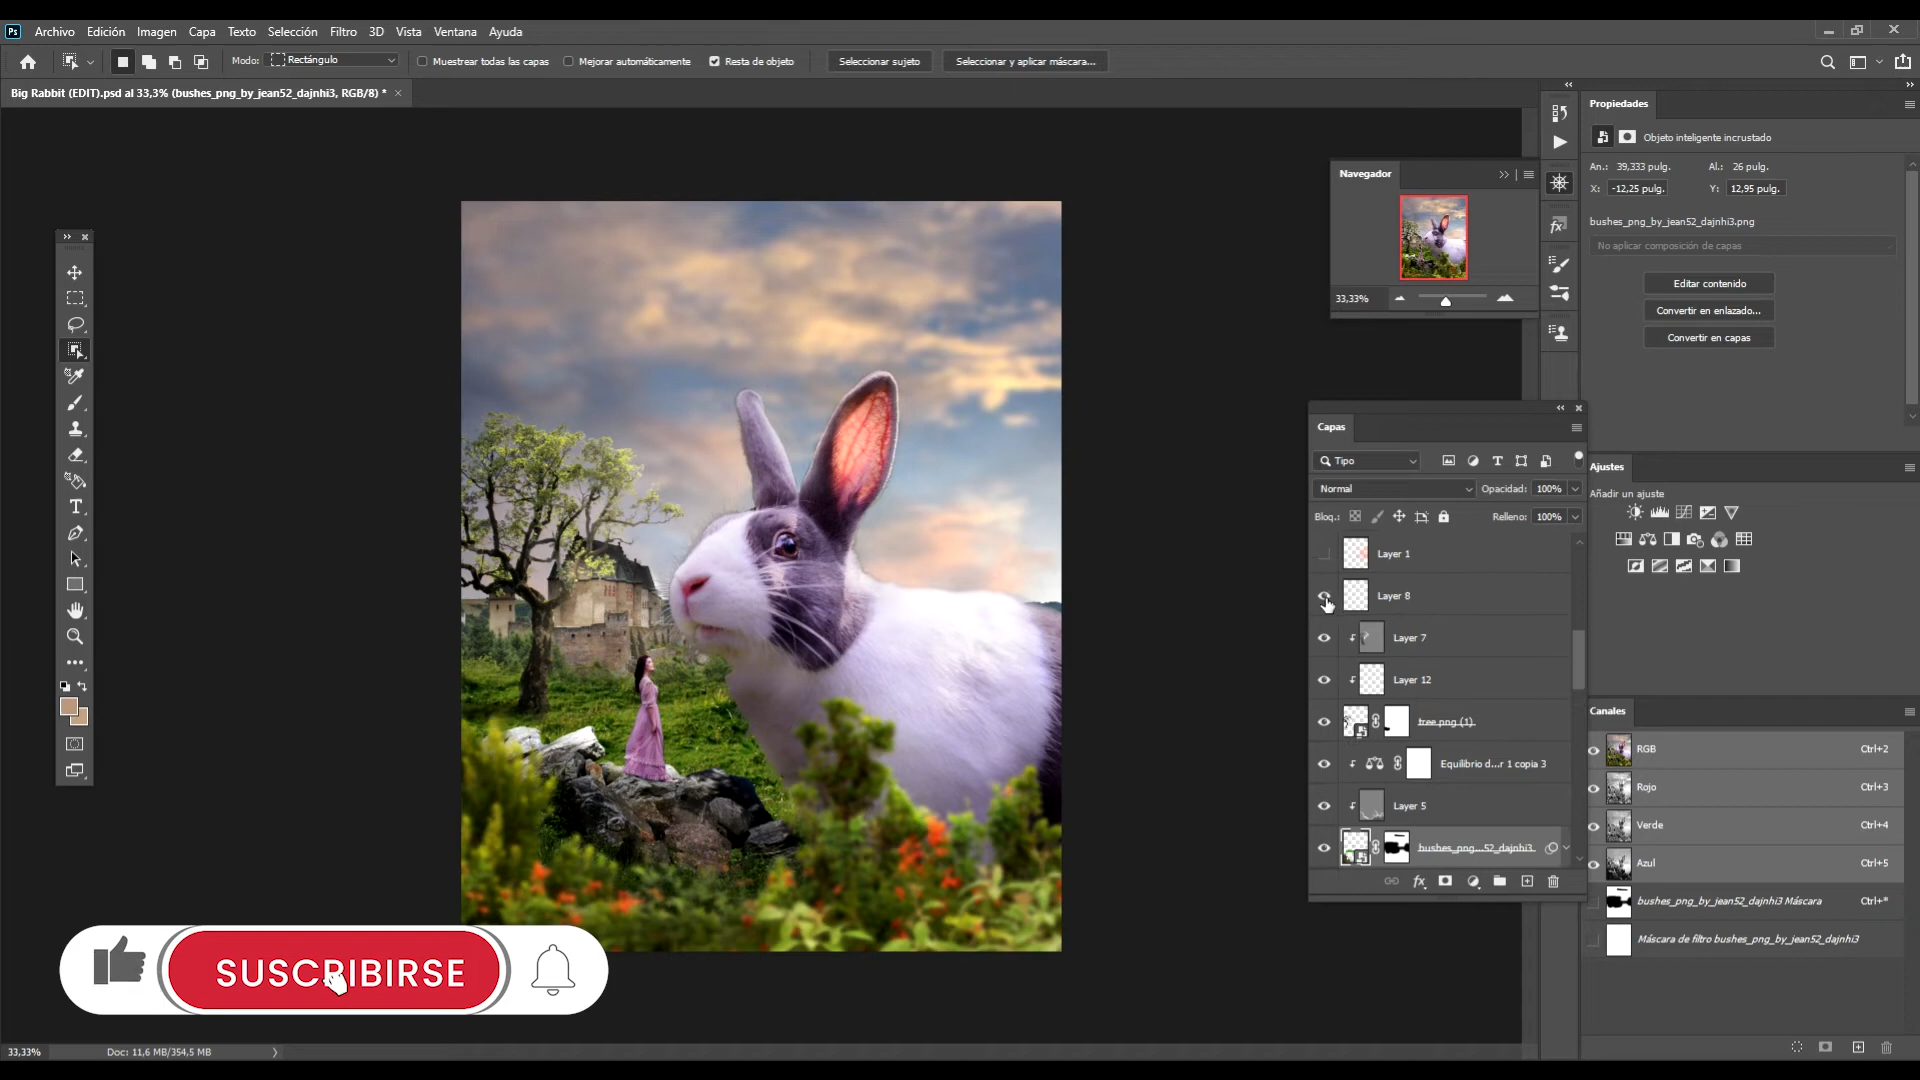 Ps Archivo Edición Imagen Capa Texto Selección Filtro 3D Vista Ventana Ayuda
Modo: Rectángulo Muestrear todas las capas Mejorar automáticamente Resta de objeto Seleccionar sujeto Seleccionar y aplicar máscara...
Big Rabbit (EDIT).psd al 33,3% (bushes_png_by_jean52_dajnhi3, RGB/8) *
Navegador
33,33%
Propiedades
Objeto inteligente incrustado
An.: 39,333 pulg. Al.: 26 pulg.
X: -12,25 pulg. Y: 12,95 pulg.
bushes_png_by_jean52_dajnhi3.png
No aplicar composición de capas
Editar contenido
Convertir en enlazado...
Convertir en capas
Capas
Tipo
Normal Opacidad: 100%
Bloq.: Relleno: 100%
Layer 1
Layer 8
Layer 7
Layer 12
tree.png (1)
Equilibrio d...r 1 copia 3
Layer 5
bushes_png...52_dajnhi3
Ajustes
Añadir un ajuste
Canales
RGB Ctrl+2
Rojo Ctrl+3
Verde Ctrl+4
Azul Ctrl+5
bushes_png_by_jean52_dajnhi3 Máscara Ctrl+*
Máscara de filtro bushes_png_by_jean52_dajnhi3
SUSCRIBIRSE
33,33% Doc: 11,6 MB/354,5 MB